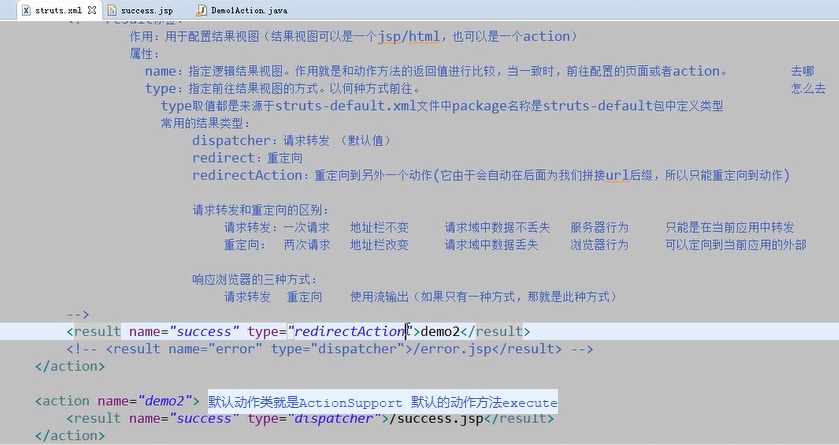 struts.xml success.jsp Demo1Action.java
作用：用于配置结果视图（结果视图可以是一个jsp/html，也可以是一个action）
属性：
name：指定逻辑结果视图。作用就是和动作方法的返回值进行比较，当一致时，前往配置的页面或者action。 去哪
type：指定前往结果视图的方式。以何种方式前往。 怎么去
type取值都是来源于struts-default.xml文件中package名称是struts-default包中定义类型
常用的结果类型：
dispatcher：请求转发 （默认值）
redirect：重定向
redirectAction：重定向到另外一个动作(它由于会自动在后面为我们拼接url后缀，所以只能重定向到动作)
请求转发和重定向的区别：
请求转发：一次请求 地址栏不变 请求域中数据不丢失 服务器行为 只能是在当前应用中转发
重定向： 两次请求 地址栏改变 请求域中数据丢失 浏览器行为 可以定向到当前应用的外部
响应浏览器的三种方式：
请求转发 重定向 使用流输出（如果只有一种方式，那就是此种方式）
-->
<result name="success" type="redirectAction">demo2</result>
<!-- <result name="error" type="dispatcher">/error.jsp</result> -->
</action>
<action name="demo2"> 默认动作类就是ActionSupport 默认的动作方法execute
<result name="success" type="dispatcher">/success.jsp</result>
</action>